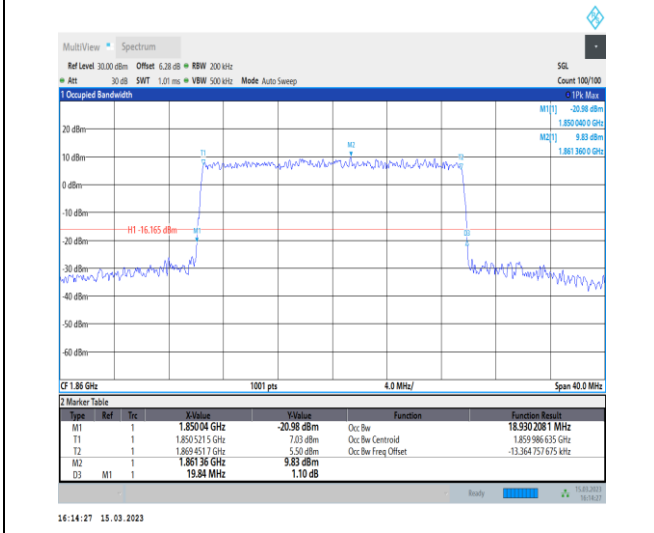 MultiView Spectrum
Ref Level 30.00 dBm Offset 6.28 dB RBW 200 kHz SGL
Att 30 dB SWT 1.01 ms VBW 500 kHz Mode Auto Sweep Count 100/100
1 Occupied Bandwidth 1Pk Max
M1[1] -20.98 dBm
1.850 040 0 GHz
M2[1] 9.83 dBm
1.861 360 0 GHz
20 dBm
10 dBm
0 dBm
-10 dBm
-20 dBm
-30 dBm
-40 dBm
-50 dBm
-60 dBm
T1
M2
T2
H1 -16.165 dBm
M1
D3
CF 1.86 GHz 1001 pts 4.0 MHz/ Span 40.0 MHz
2 Marker Table
Type Ref Trc X-Value Y-Value Function Function Result
M1 1 1.85004 GHz -20.98 dBm Occ Bw 18.930 208 1 MHz
T1 1 1.850 521 5 GHz 7.03 dBm Occ Bw Centroid 1.859 986 635 GHz
T2 1 1.869 451 7 GHz 5.50 dBm Occ Bw Freq Offset -13.364 757 675 kHz
M2 1 1.861 36 GHz 9.83 dBm
D3 M1 1 19.84 MHz 1.10 dB
Ready 15.03.2023
16:14:27
16:14:27 15.03.2023